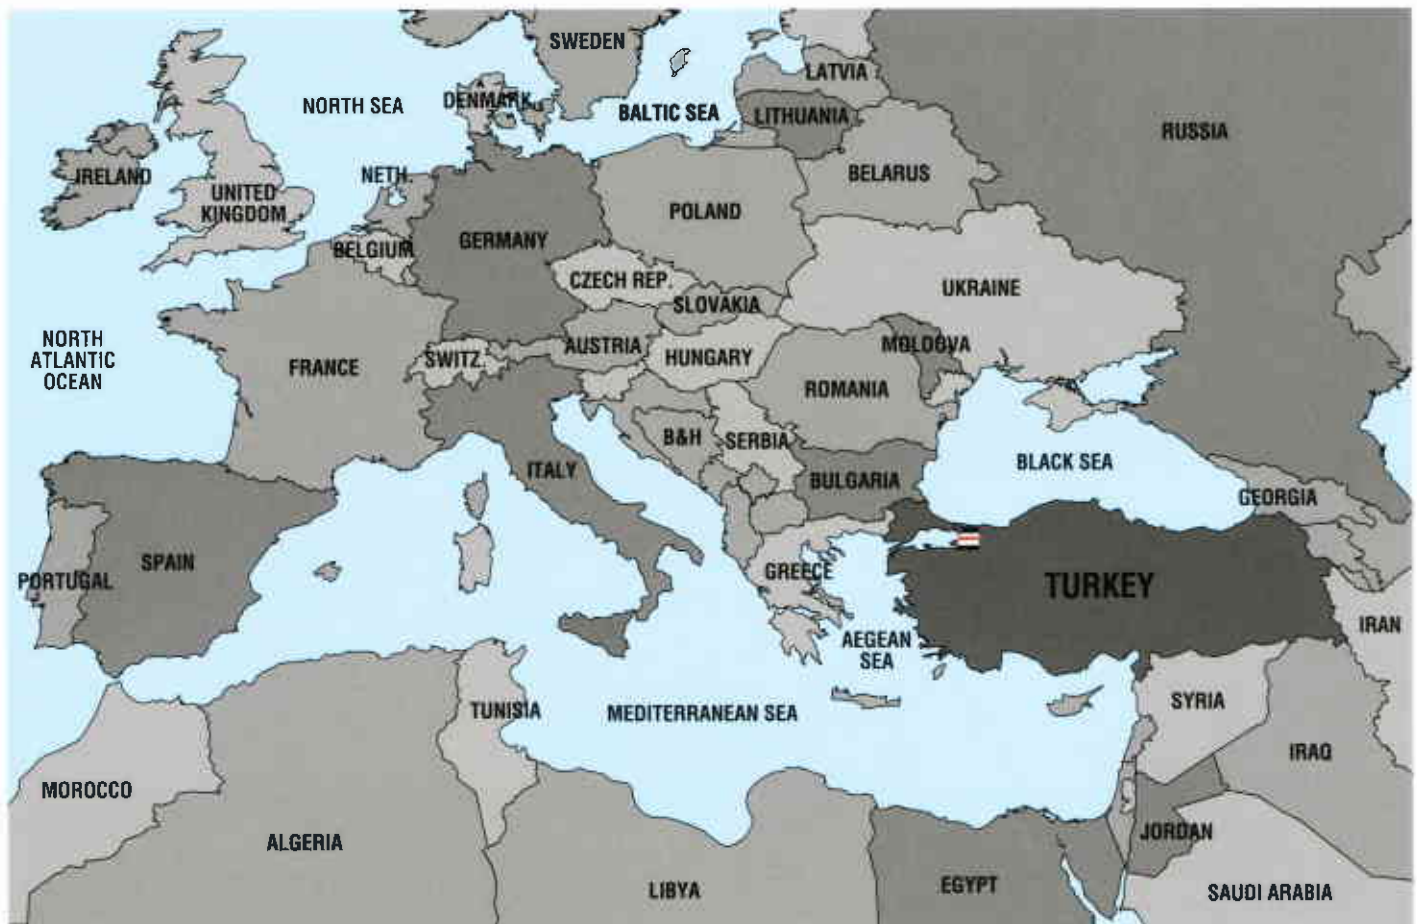 SWEDEN
LATVIA
NORTH SEA
DENMARK
BALTIC SEA
LITHUANIA
RUSSIA
IRELAND
NETH.
BELARUS
UNITED
KINGDOM
POLAND
BELGIUM
GERMANY
CZECH REP.
UKRAINE
SLOVAKIA
NORTH
ATLANTIC
OCEAN
FRANCE
SWITZ.
AUSTRIA
HUNGARY
MOLDOVA
ROMANIA
B&H
SERBIA
ITALY
BULGARIA
BLACK SEA
GEORGIA
PORTUGAL
SPAIN
GREECE
TURKEY
AEGEAN
SEA
IRAN
TUNISIA
MEDITERRANEAN SEA
SYRIA
MOROCCO
IRAQ
ALGERIA
JORDAN
LIBYA
EGYPT
SAUDI ARABIA